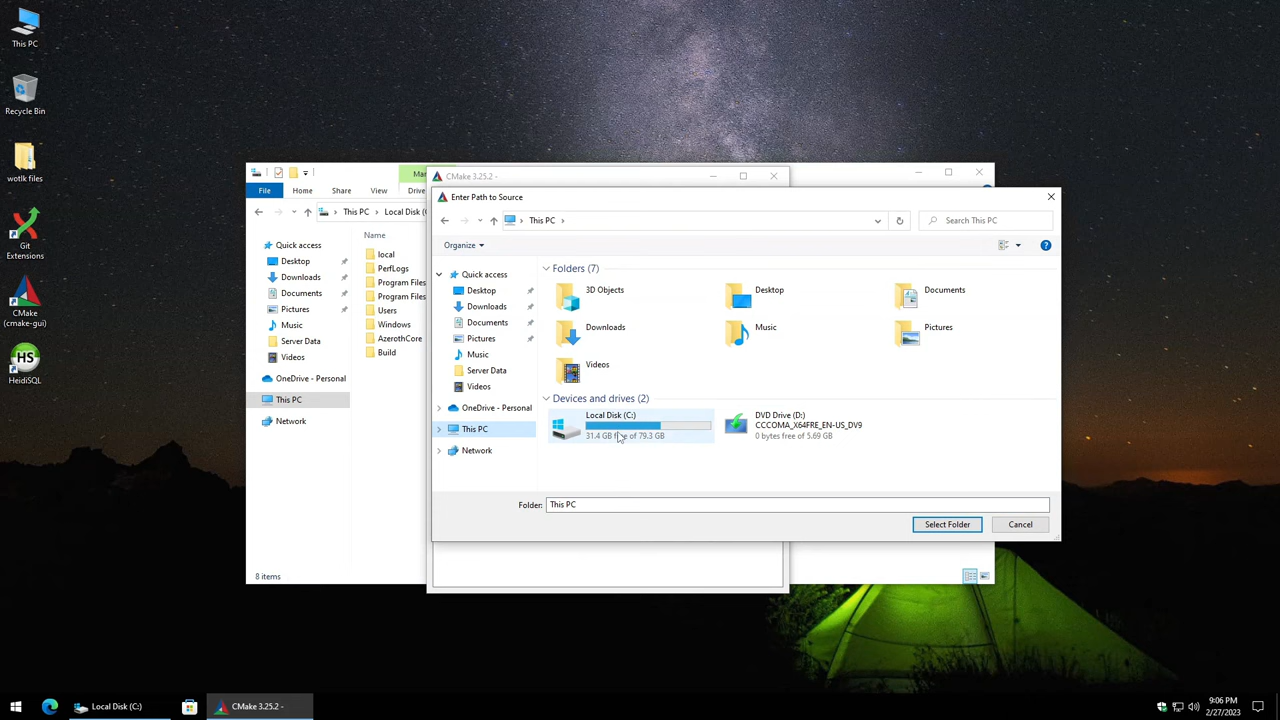 This PC
Recycle Bin
wotlk files
Git
Extensions
CMake
(cmake-gui)
HS
HeidiSQL
File
Home
Share
View
Driv
This PC
Local Disk (
Quick access
Desktop
Downloads
Documents
Pictures
Music
Server Data
Videos
OneDrive - Personal
This PC
Network
8 items
Name
local
PerfLogs
Program Files
Program Files
Users
Windows
AzerothCore
Build
CMake 3.25.2 -
Enter Path to Source
This PC
Search This PC
Organize
Quick access
Desktop
Downloads
Documents
Pictures
Music
Server Data
Videos
OneDrive - Personal
This PC
Network
Folders (7)
3D Objects
Desktop
Documents
Downloads
Music
Pictures
Videos
Devices and drives (2)
Local Disk (C:)
31.4 GB free of 79.3 GB
DVD Drive (D:)
CCCOMA_X64FRE_EN-US_DV9
0 bytes free of 5.69 GB
Folder:
This PC
Select Folder
Cancel
Local Disk (C:)
CMake 3.25.2 -
9:06 PM
2/27/2023